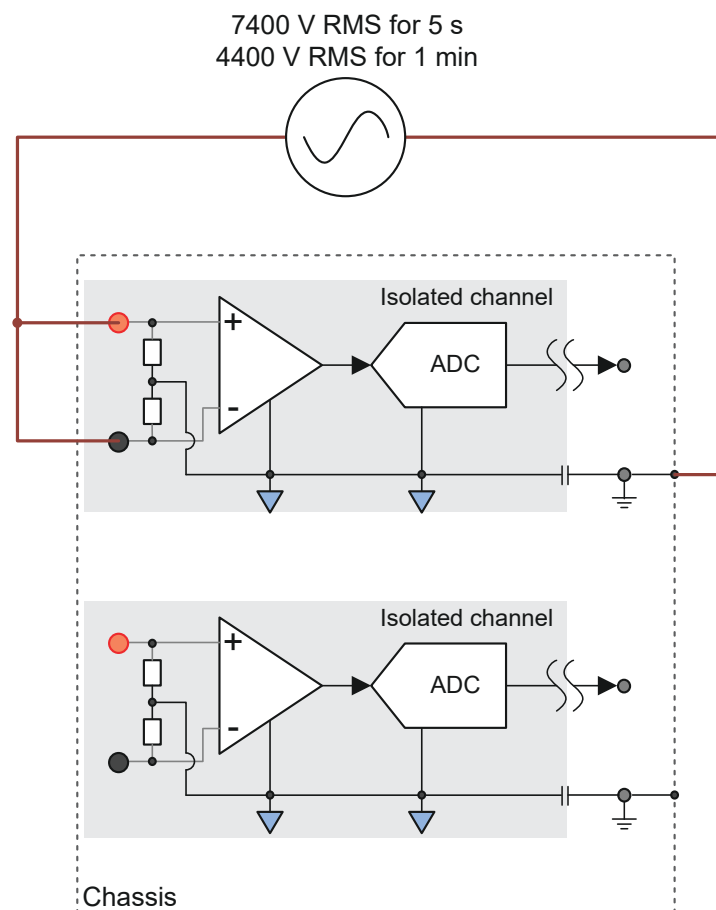 7400 V RMS for 5 s
4400 V RMS for 1 min
Isolated channel
+
ADC
-
Isolated channel
+
ADC
-
Chassis